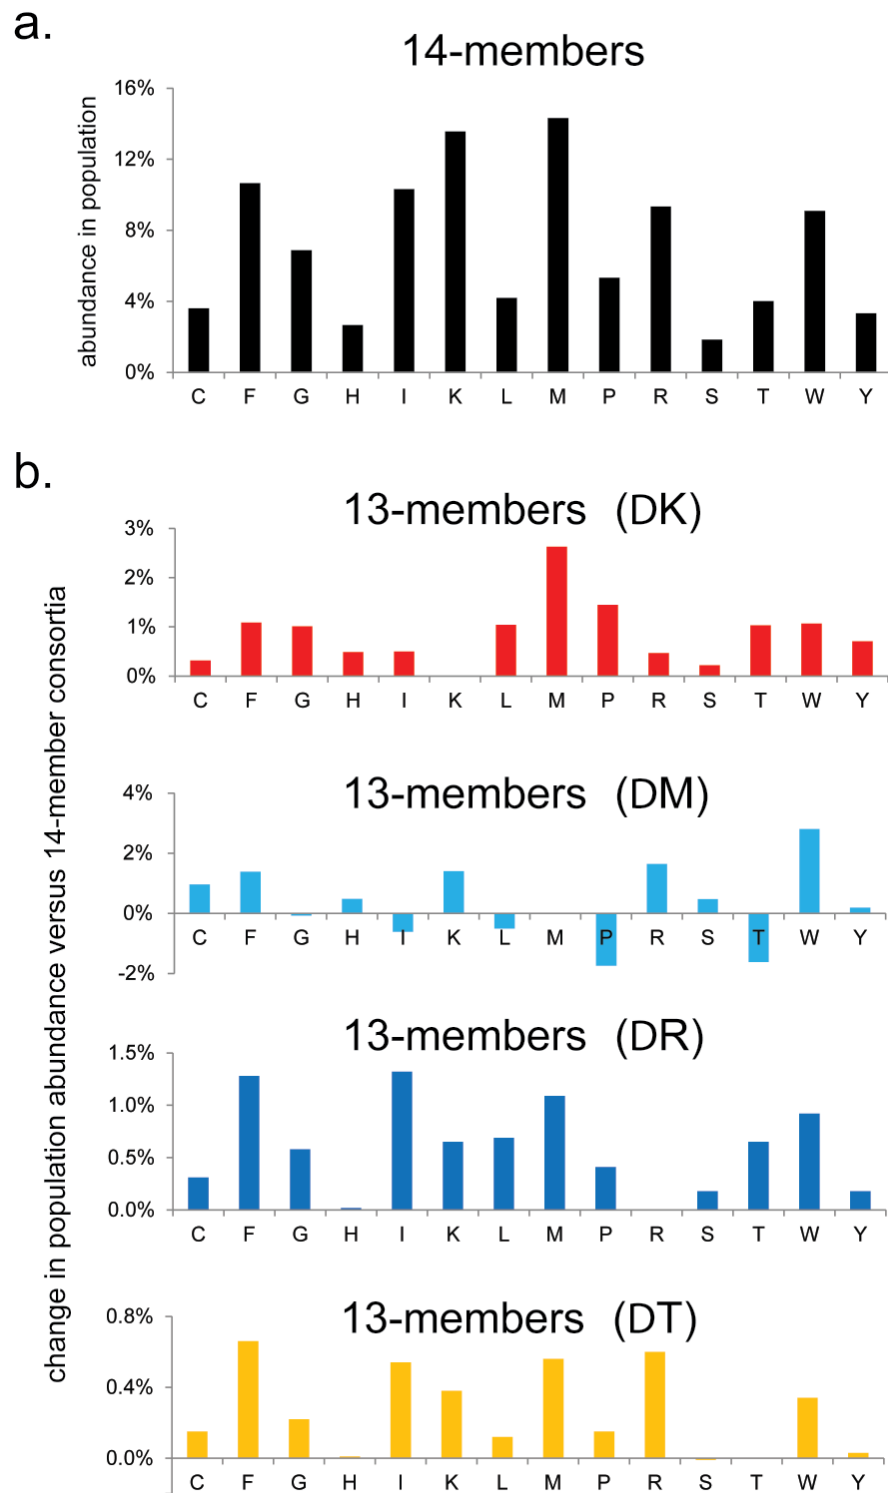 a.
14-members
abundance in population
16%
12%
8%
4%
0%
C F G H I K L M P R S T W Y
b.
change in population abundance versus 14-member consortia
13-members (DK)
3%
2%
1%
0%
C F G H I K L M P R S T W Y
13-members (DM)
4%
2%
0%
-2%
C F G H I K L M P R S T W Y
13-members (DR)
1.5%
1.0%
0.5%
0.0%
C F G H I K L M P R S T W Y
13-members (DT)
0.8%
0.4%
0.0%
C F G H I K L M P R S T W Y